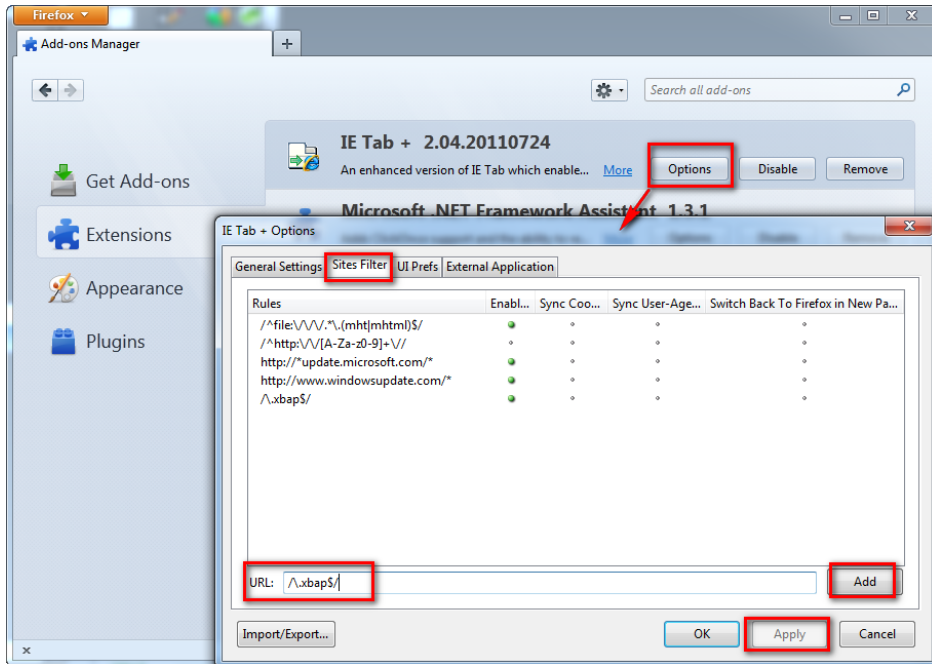 Firefox
Add-ons Manager
Search all add-ons
IE Tab + 2.04.20110724
An enhanced version of IE Tab which enable... More Options Disable Remove
Get Add-ons
Microsoft .NET Framework Assistant 1.3.1
Extensions
Appearance
Plugins
IE Tab + Options
General Settings Sites Filter UI Prefs External Application
Rules Enabl... Sync Coo... Sync User-Age... Switch Back To Firefox in New Pa...
/^file:\/\/\/.*\.(mht|mhtml)$/
/^http:\/\/[A-Za-z0-9]+\//
http://*update.microsoft.com/*
http://www.windowsupdate.com/*
/\.xbap$/
URL: /\.xbap$/ Add
Import/Export... OK Apply Cancel